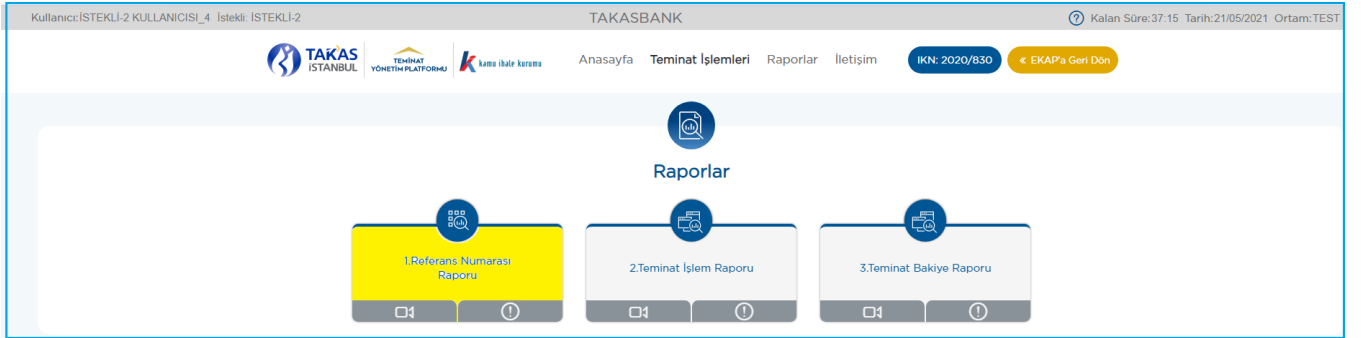 Kullanıcı:İSTEKLİ-2 KULLANICISI_4 İstekli: İSTEKLİ-2 TAKASBANK ? Kalan Süre:37:15 Tarih:21/05/2021 Ortam:TEST
TAKAS
İSTANBUL
TEMİNAT
YÖNETİM PLATFORMU
kamu ihale kurumu
Anasayfa Teminat İşlemleri Raporlar İletişim IKN: 2020/830 « EKAP'a Geri Dön
Raporlar
1.Referans Numarası
Raporu
2.Teminat İşlem Raporu
3.Teminat Bakiye Raporu